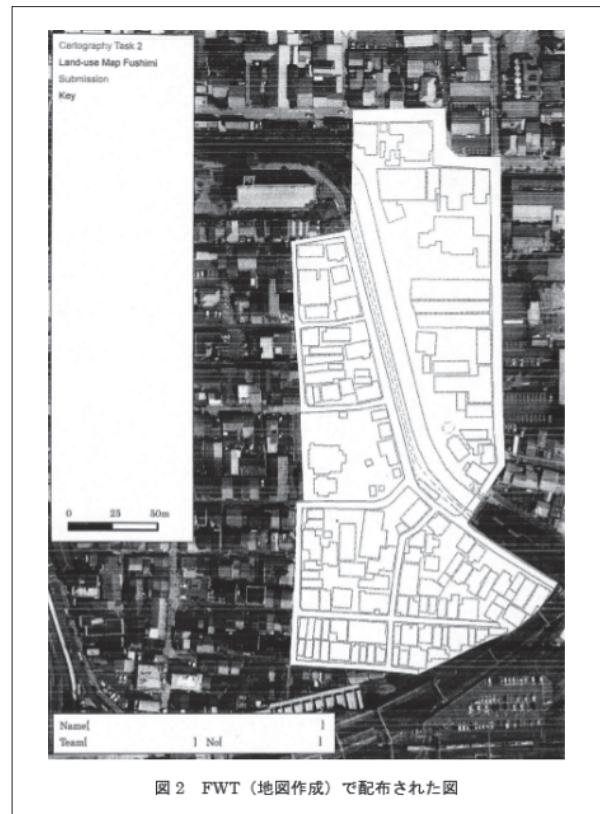 Cartography Task 2
Land-use Map Fushimi
Submission
Key
0 25 50m
Name[ ]
Team[ ] No[ ]
図 2 FWT（地図作成）で配布された図